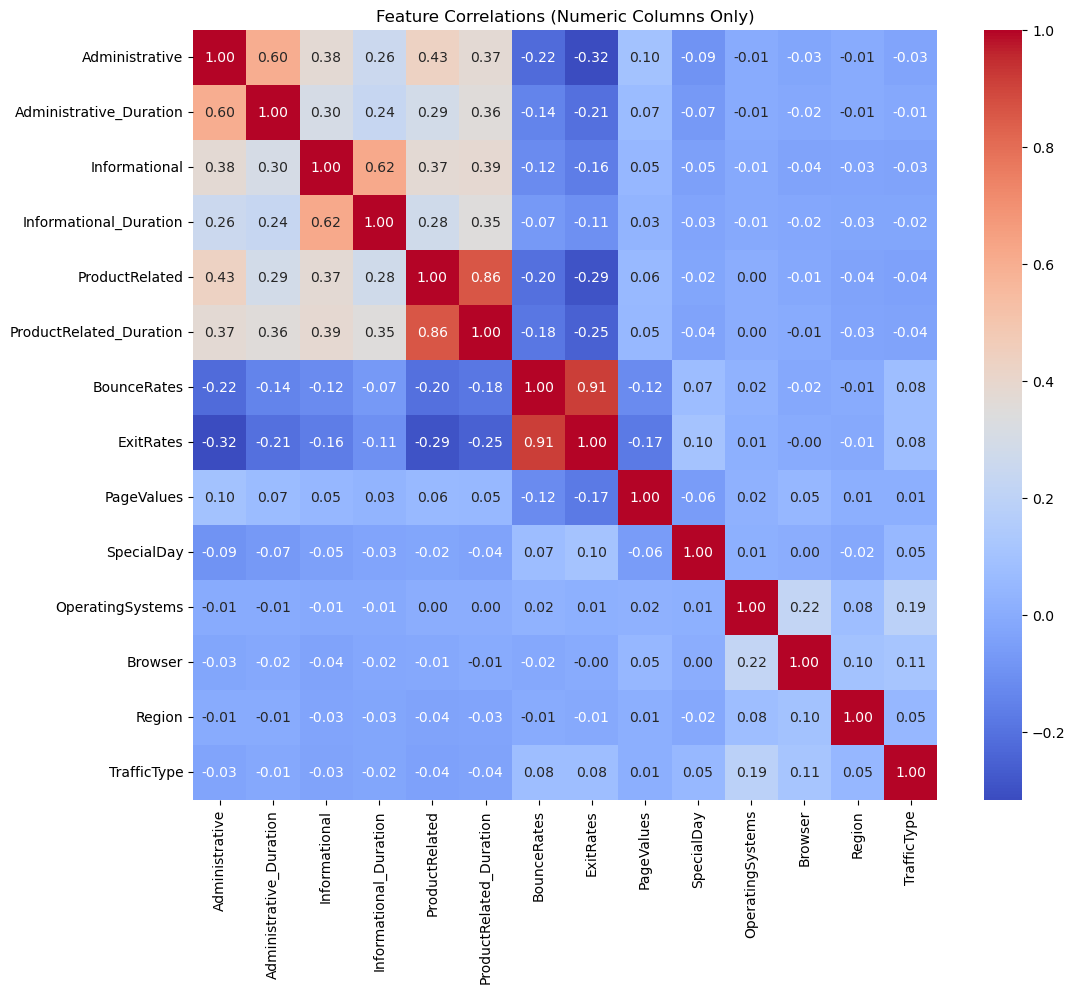 Feature Correlations (Numeric Columns Only)
Administrative 1.00 0.60 0.38 0.26 0.43 0.37 -0.22 -0.32 0.10 -0.09 -0.01 -0.03 -0.01 -0.03
Administrative_Duration 0.60 1.00 0.30 0.24 0.29 0.36 -0.14 -0.21 0.07 -0.07 -0.01 -0.02 -0.01 -0.01
Informational 0.38 0.30 1.00 0.62 0.37 0.39 -0.12 -0.16 0.05 -0.05 -0.01 -0.04 -0.03 -0.03
Informational_Duration 0.26 0.24 0.62 1.00 0.28 0.35 -0.07 -0.11 0.03 -0.03 -0.01 -0.02 -0.03 -0.02
ProductRelated 0.43 0.29 0.37 0.28 1.00 0.86 -0.20 -0.29 0.06 -0.02 0.00 -0.01 -0.04 -0.04
ProductRelated_Duration 0.37 0.36 0.39 0.35 0.86 1.00 -0.18 -0.25 0.05 -0.04 0.00 -0.01 -0.03 -0.04
BounceRates -0.22 -0.14 -0.12 -0.07 -0.20 -0.18 1.00 0.91 -0.12 0.07 0.02 -0.02 -0.01 0.08
ExitRates -0.32 -0.21 -0.16 -0.11 -0.29 -0.25 0.91 1.00 -0.17 0.10 0.01 -0.00 -0.01 0.08
PageValues 0.10 0.07 0.05 0.03 0.06 0.05 -0.12 -0.17 1.00 -0.06 0.02 0.05 0.01 0.01
SpecialDay -0.09 -0.07 -0.05 -0.03 -0.02 -0.04 0.07 0.10 -0.06 1.00 0.01 0.00 -0.02 0.05
OperatingSystems -0.01 -0.01 -0.01 -0.01 0.00 0.00 0.02 0.01 0.02 0.01 1.00 0.22 0.08 0.19
Browser -0.03 -0.02 -0.04 -0.02 -0.01 -0.01 -0.02 -0.00 0.05 0.00 0.22 1.00 0.10 0.11
Region -0.01 -0.01 -0.03 -0.03 -0.04 -0.03 -0.01 -0.01 0.01 -0.02 0.08 0.10 1.00 0.05
TrafficType -0.03 -0.01 -0.03 -0.02 -0.04 -0.04 0.08 0.08 0.01 0.05 0.19 0.11 0.05 1.00
Administrative
Administrative_Duration
Informational
Informational_Duration
ProductRelated
ProductRelated_Duration
BounceRates
ExitRates
PageValues
SpecialDay
OperatingSystems
Browser
Region
TrafficType
1.0
0.8
0.6
0.4
0.2
0.0
−0.2